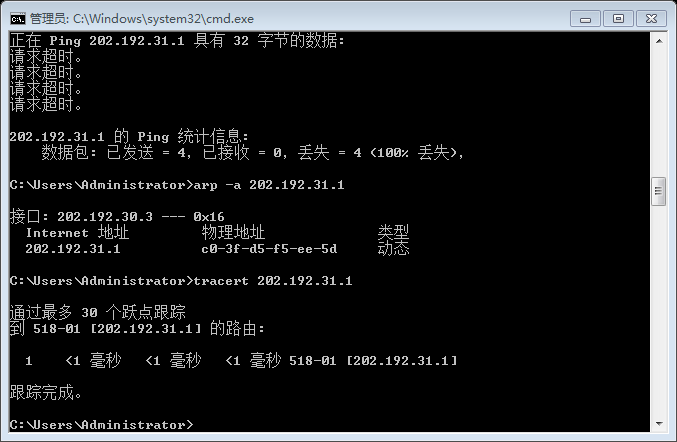 管理员: C:\Windows\system32\cmd.exe
正在 Ping 202.192.31.1 具有 32 字节的数据:
请求超时。
请求超时。
请求超时。
请求超时。
202.192.31.1 的 Ping 统计信息:
数据包: 已发送 = 4, 已接收 = 0, 丢失 = 4 (100% 丢失),
C:\Users\Administrator>arp -a 202.192.31.1
接口: 202.192.30.3 --- 0x16
Internet 地址 物理地址 类型
202.192.31.1 c0-3f-d5-f5-ee-5d 动态
C:\Users\Administrator>tracert 202.192.31.1
通过最多 30 个跃点跟踪
到 518-01 [202.192.31.1] 的路由:
1 <1 毫秒 <1 毫秒 <1 毫秒 518-01 [202.192.31.1]
跟踪完成。
C:\Users\Administrator>